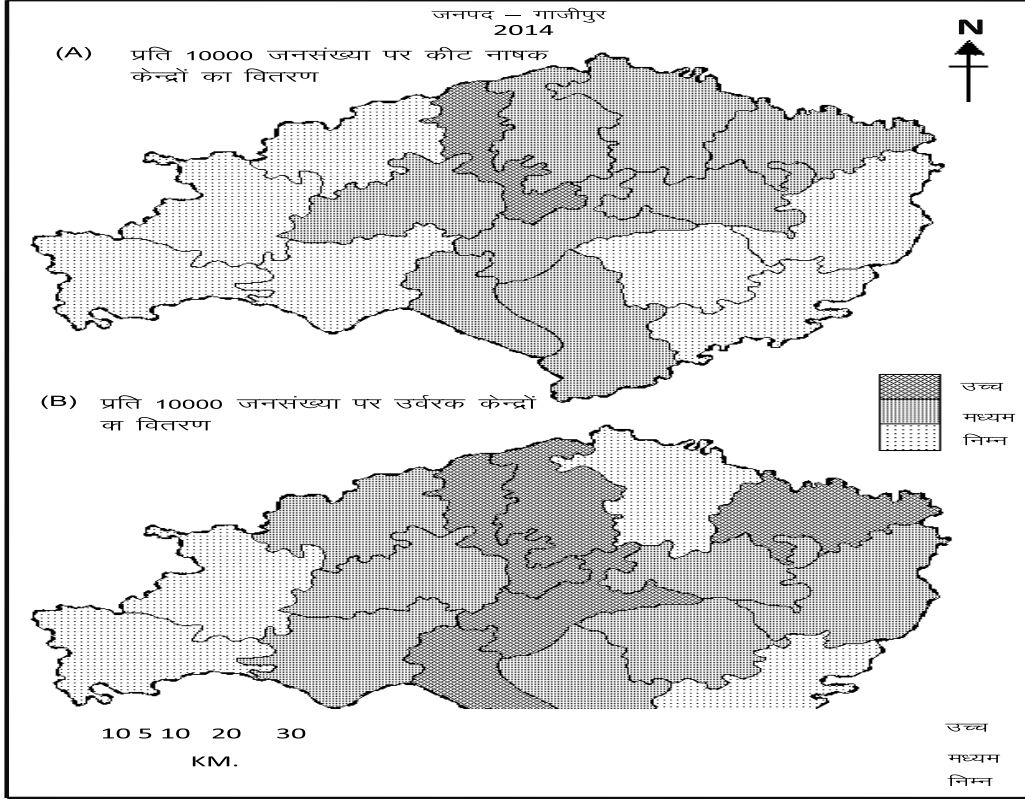 जनपद – गाजीपुर
2014
N
(A) प्रति 10000 जनसंख्या पर कीट नाषक
केन्द्रों का वितरण
उच्च
मध्यम
निम्न
(B) प्रति 10000 जनसंख्या पर उर्वरक केन्द्रों
क वितरण
10 5 10 20 30
KM.
उच्च
मध्यम
निम्न